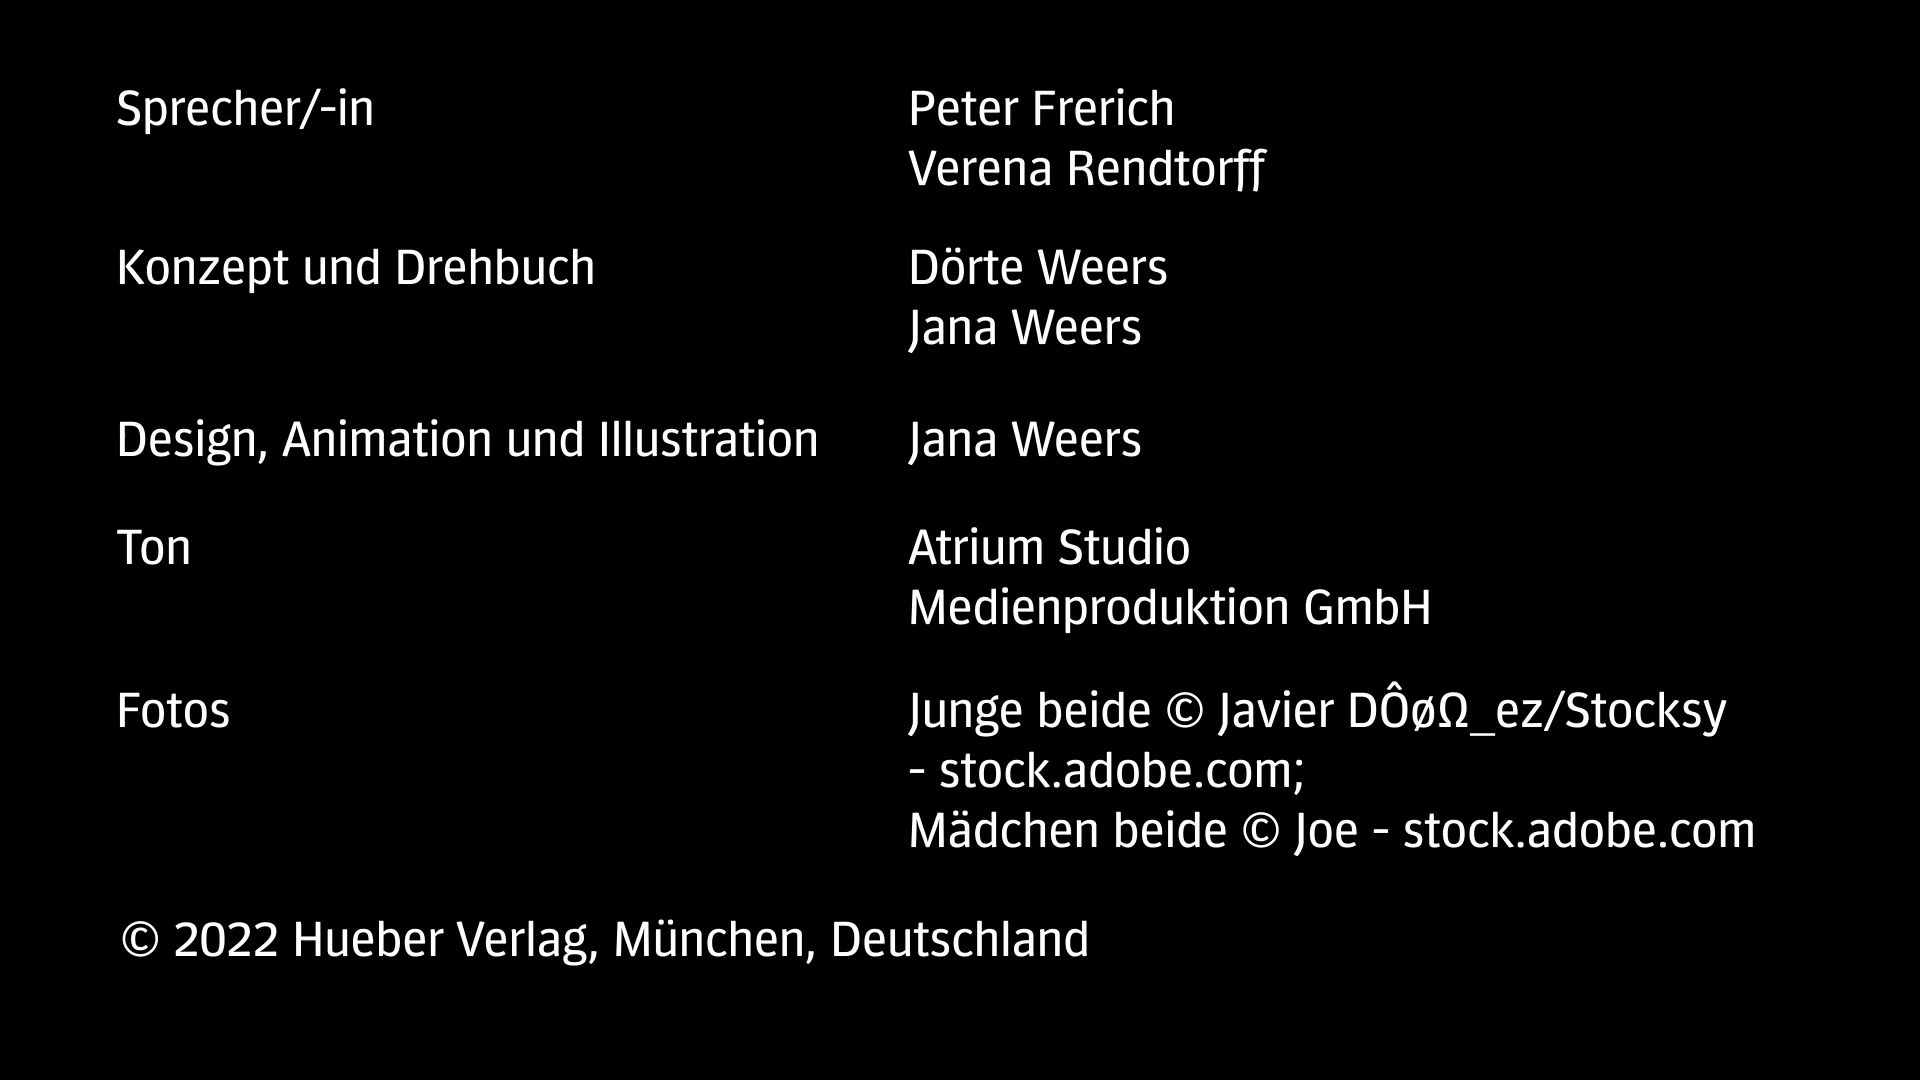 Sprecher/-in
Peter Frerich
Verena Rendtorff
Konzept und Drehbuch
Dörte Weers
Jana Weers
Design, Animation und Illustration
Jana Weers
Ton
Atrium Studio
Medienproduktion GmbH
Fotos
Junge beide © Javier DÔøΩ_ez/Stocksy
- stock.adobe.com;
Mädchen beide © Joe - stock.adobe.com
© 2022 Hueber Verlag, München, Deutschland